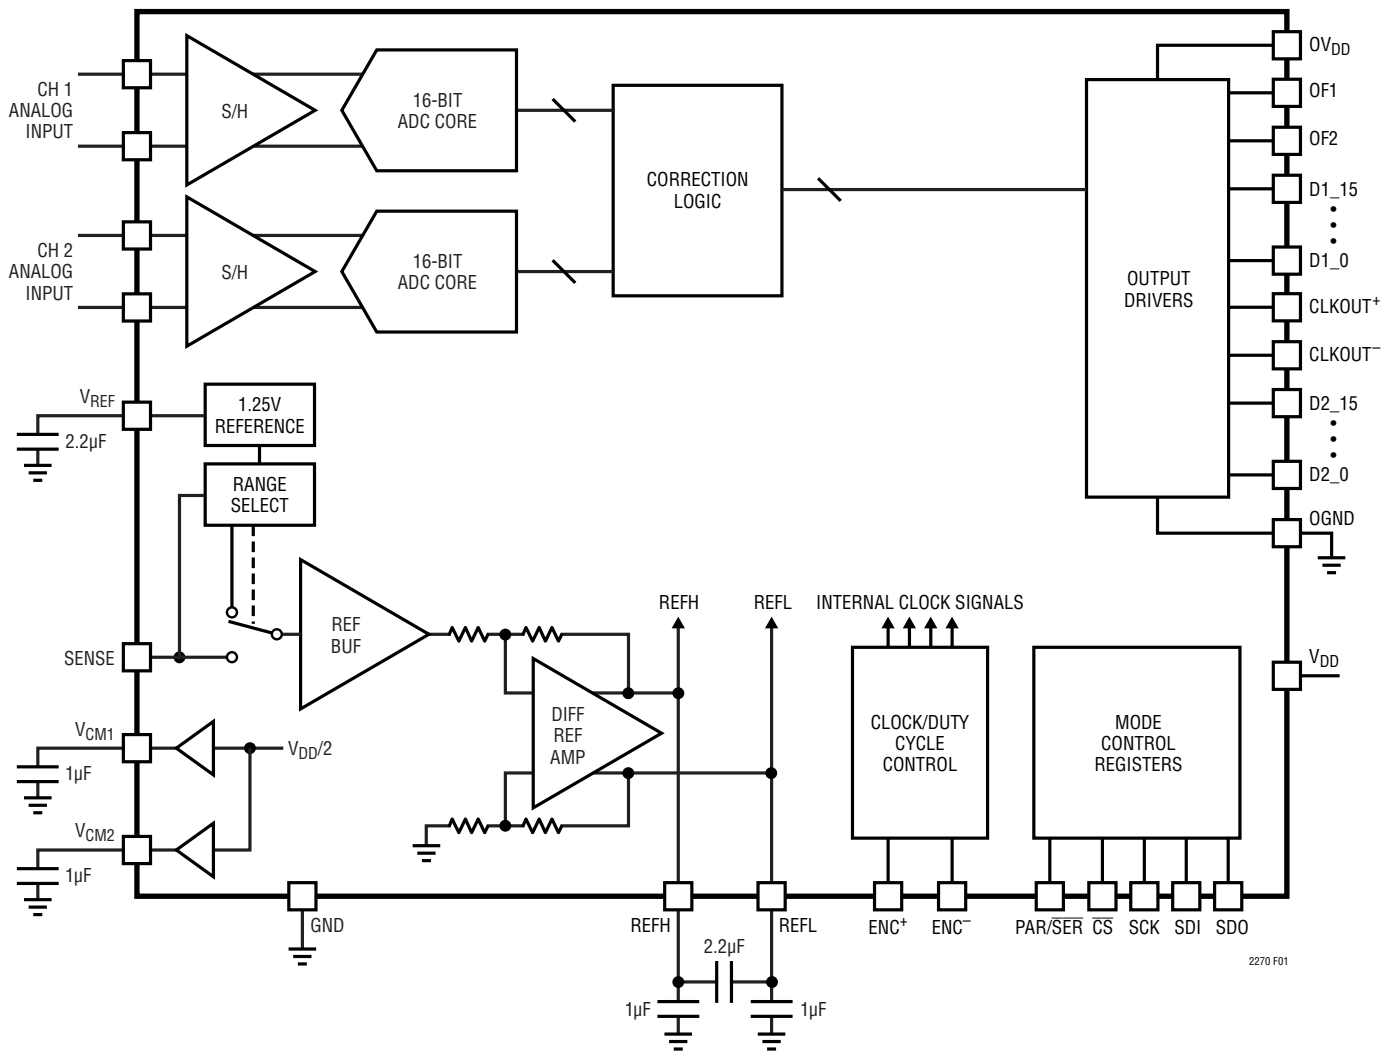 CH 1
ANALOG
INPUT
S/H
16-BIT
ADC CORE
CH 2
ANALOG
INPUT
S/H
16-BIT
ADC CORE
CORRECTION
LOGIC
OUTPUT
DRIVERS
OVDD
OF1
OF2
D1_15
D1_0
CLKOUT+
CLKOUT–
D2_15
D2_0
OGND
VDD
VREF
2.2µF
1.25V
REFERENCE
RANGE
SELECT
SENSE
REF
BUF
DIFF
REF
AMP
REFH
REFL
INTERNAL CLOCK SIGNALS
CLOCK/DUTY
CYCLE
CONTROL
MODE
CONTROL
REGISTERS
VCM1
1µF
VDD/2
VCM2
1µF
GND
REFH
REFL
2.2µF
1µF
1µF
ENC+
ENC–
PAR/S̅E̅R̅
C̅S̅
SCK
SDI
SDO
2270 F01